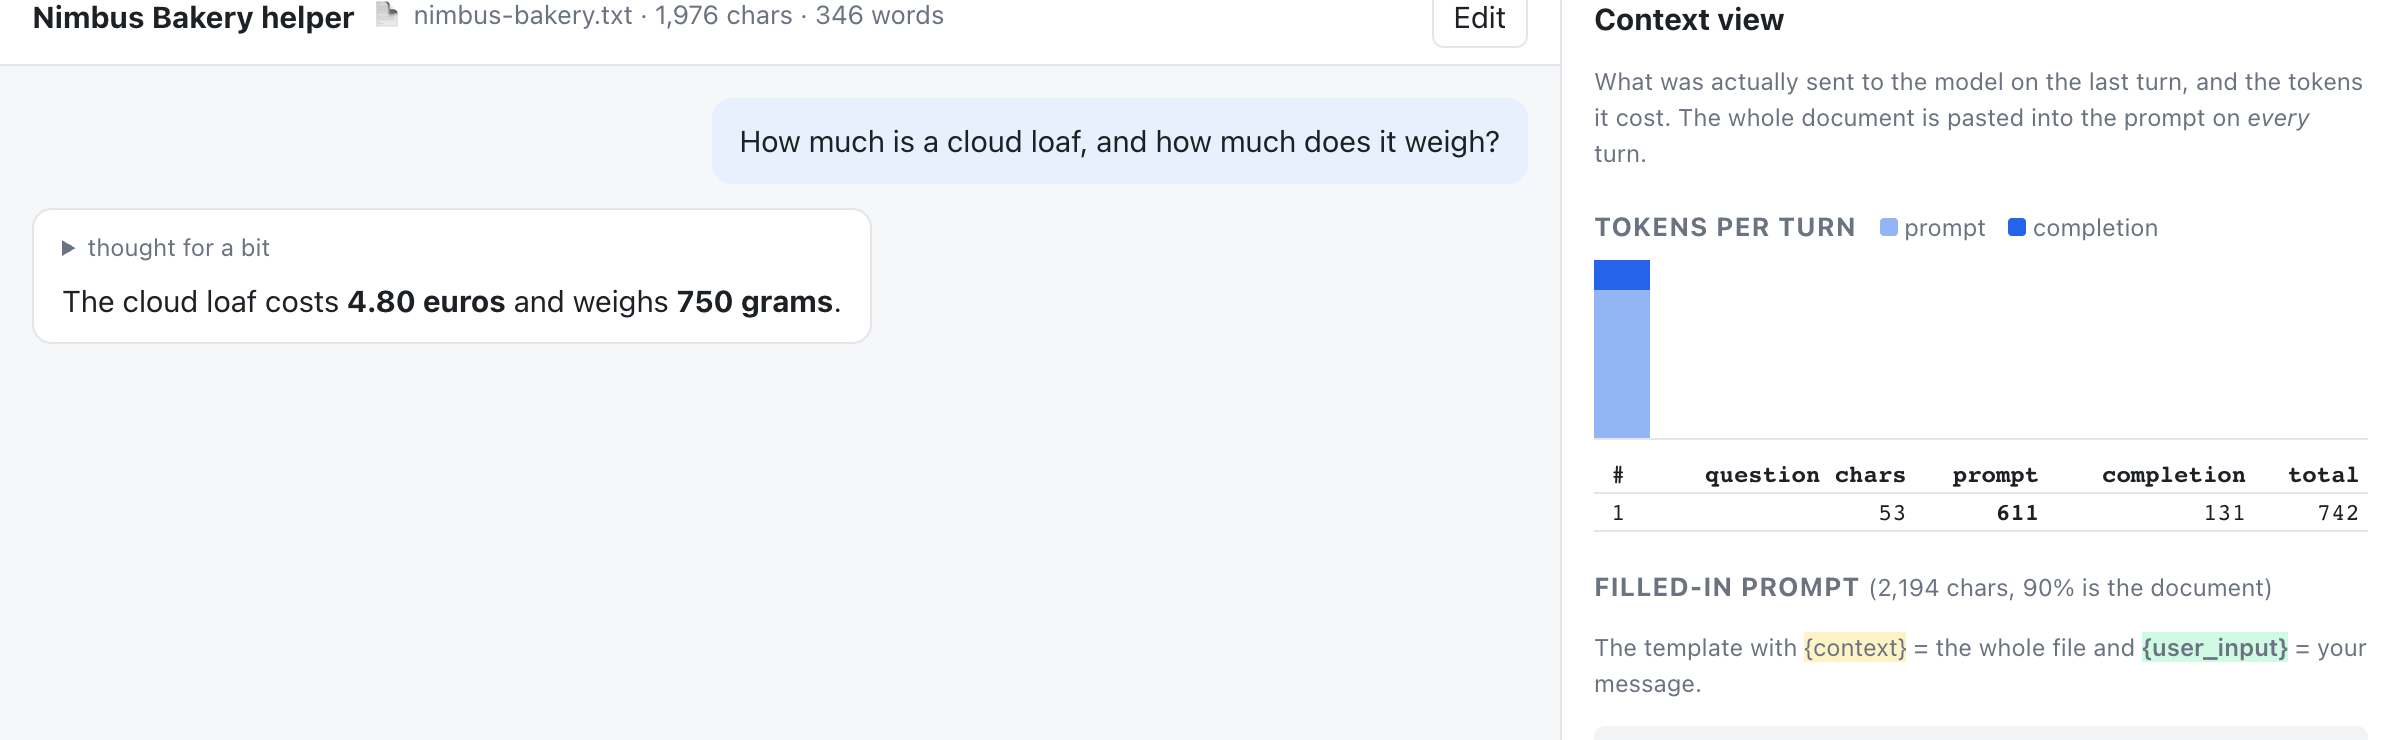 Nimbus Bakery helper nimbus-bakery.txt · 1,976 chars · 346 words
Edit
How much is a cloud loaf, and how much does it weigh?
▶ thought for a bit
The cloud loaf costs 4.80 euros and weighs 750 grams.
Context view
What was actually sent to the model on the last turn, and the tokens
it cost. The whole document is pasted into the prompt on every
turn.
TOKENS PER TURN prompt completion
# question chars prompt completion total
1 53 611 131 742
FILLED-IN PROMPT (2,194 chars, 90% is the document)
The template with {context} = the whole file and {user_input} = your
message.